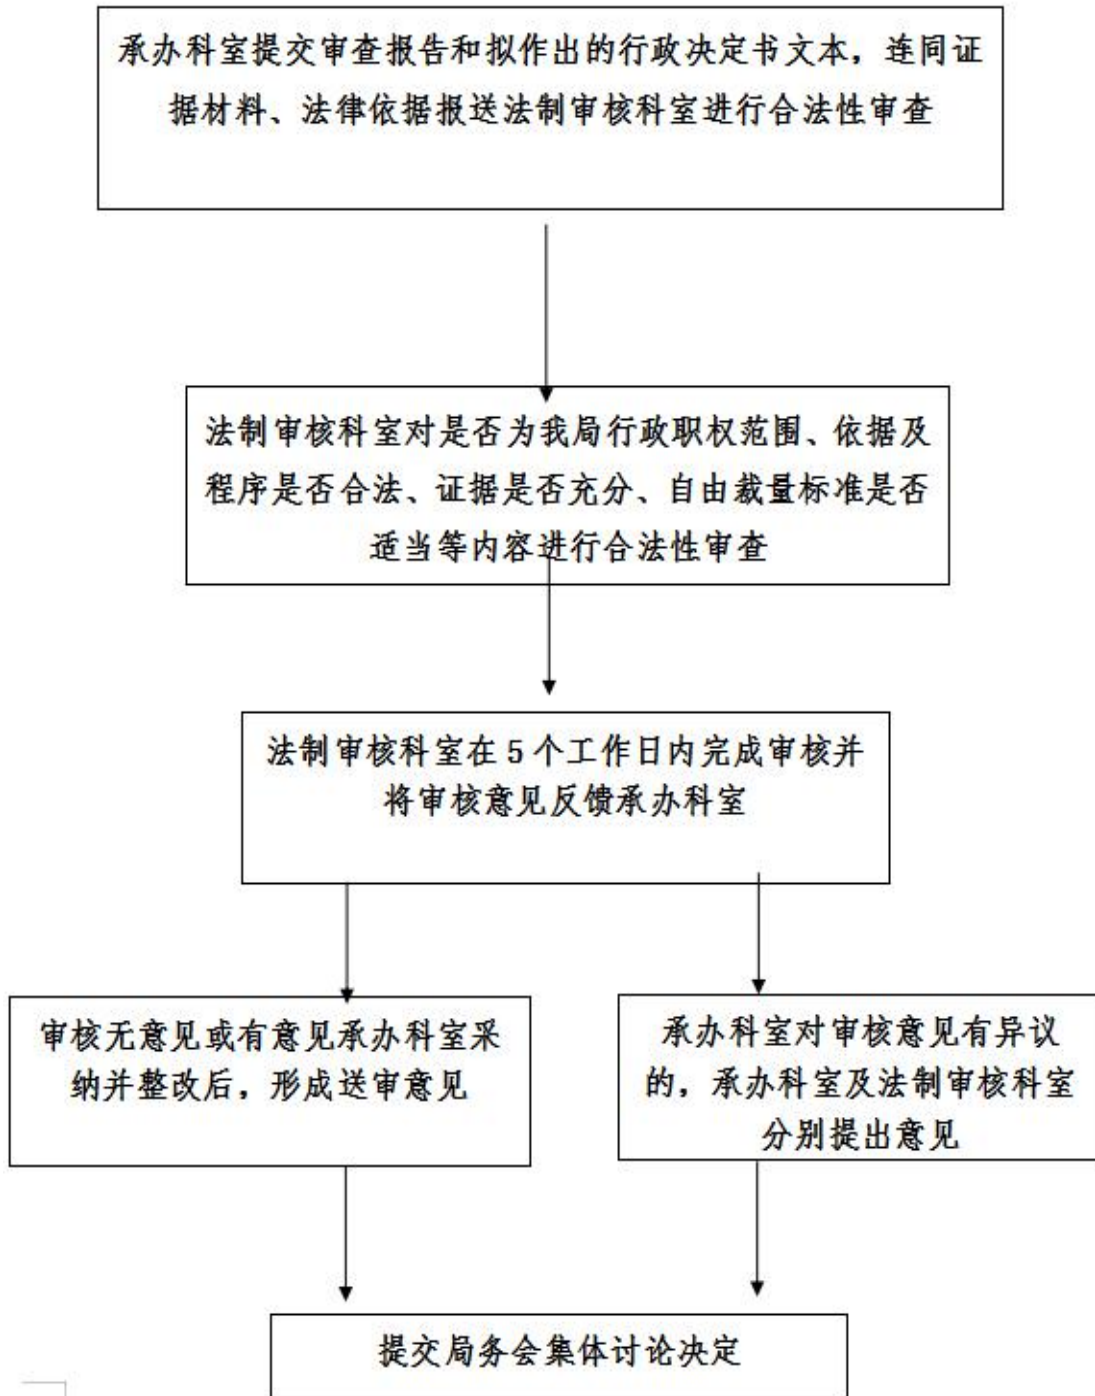 承办科室提交审查报告和拟作出的行政决定书文本，连同证
据材料、法律依据报送法制审核科室进行合法性审查
法制审核科室对是否为我局行政职权范围、依据及
程序是否合法、证据是否充分、自由裁量标准是否
适当等内容进行合法性审查
法制审核科室在 5 个工作日内完成审核并
将审核意见反馈承办科室
审核无意见或有意见承办科室采
纳并整改后，形成送审意见
承办科室对审核意见有异议
的，承办科室及法制审核科室
分别提出意见
提交局务会集体讨论决定